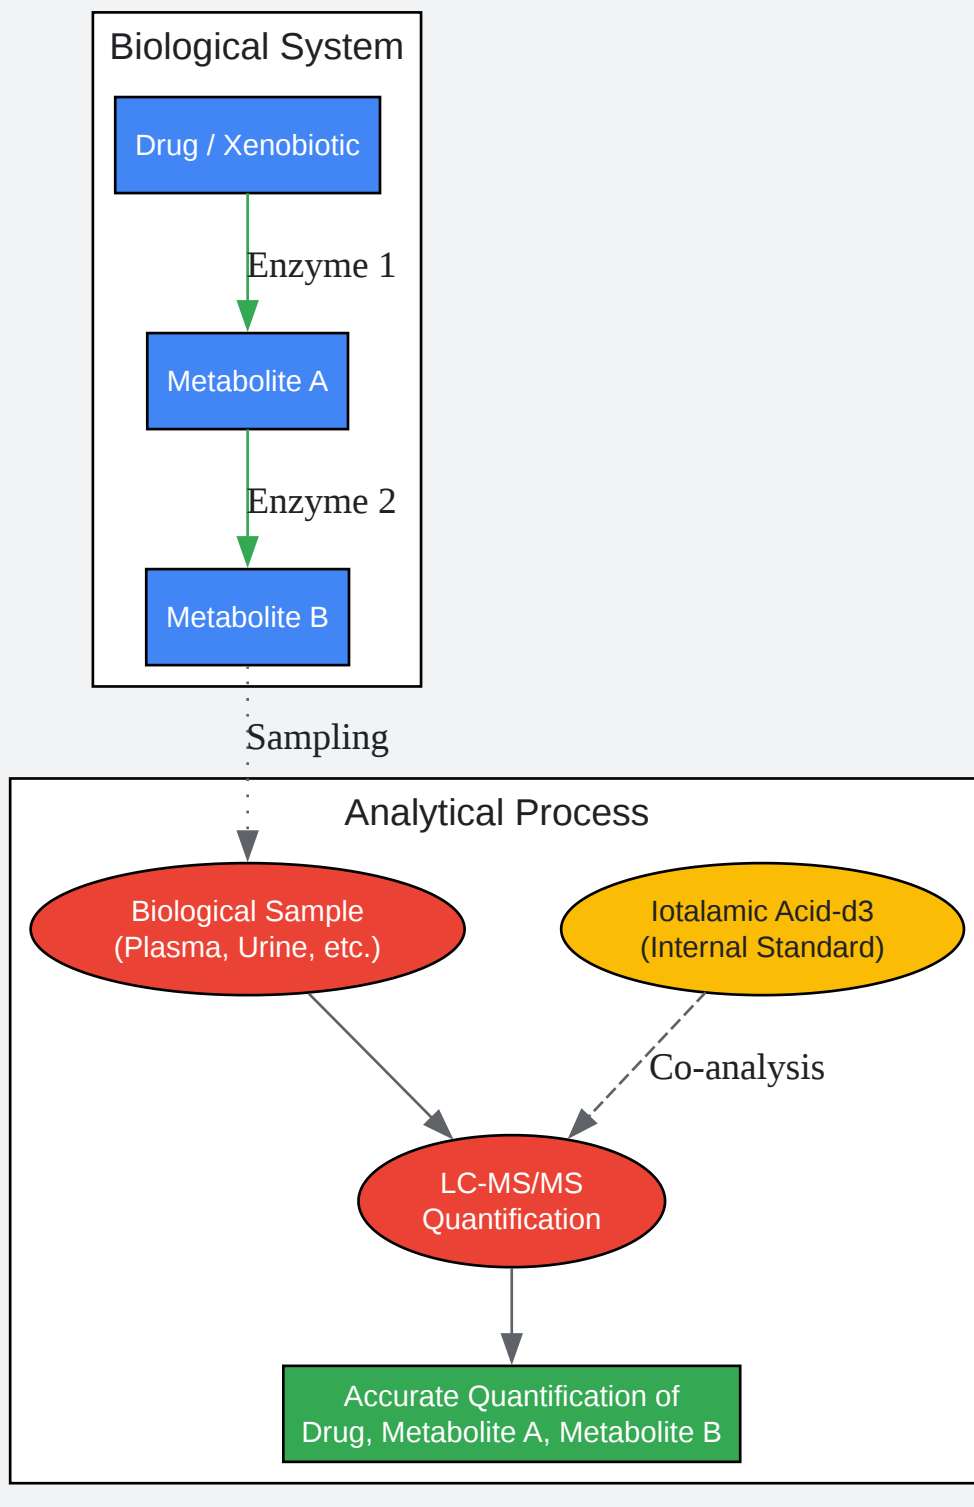 Biological System
Drug / Xenobiotic
Enzyme 1
Metabolite A
Enzyme 2
Metabolite B
Sampling
Analytical Process
Biological Sample
(Plasma, Urine, etc.)
Iotalamic Acid-d3
(Internal Standard)
Co-analysis
LC-MS/MS
Quantification
Accurate Quantification of
Drug, Metabolite A, Metabolite B